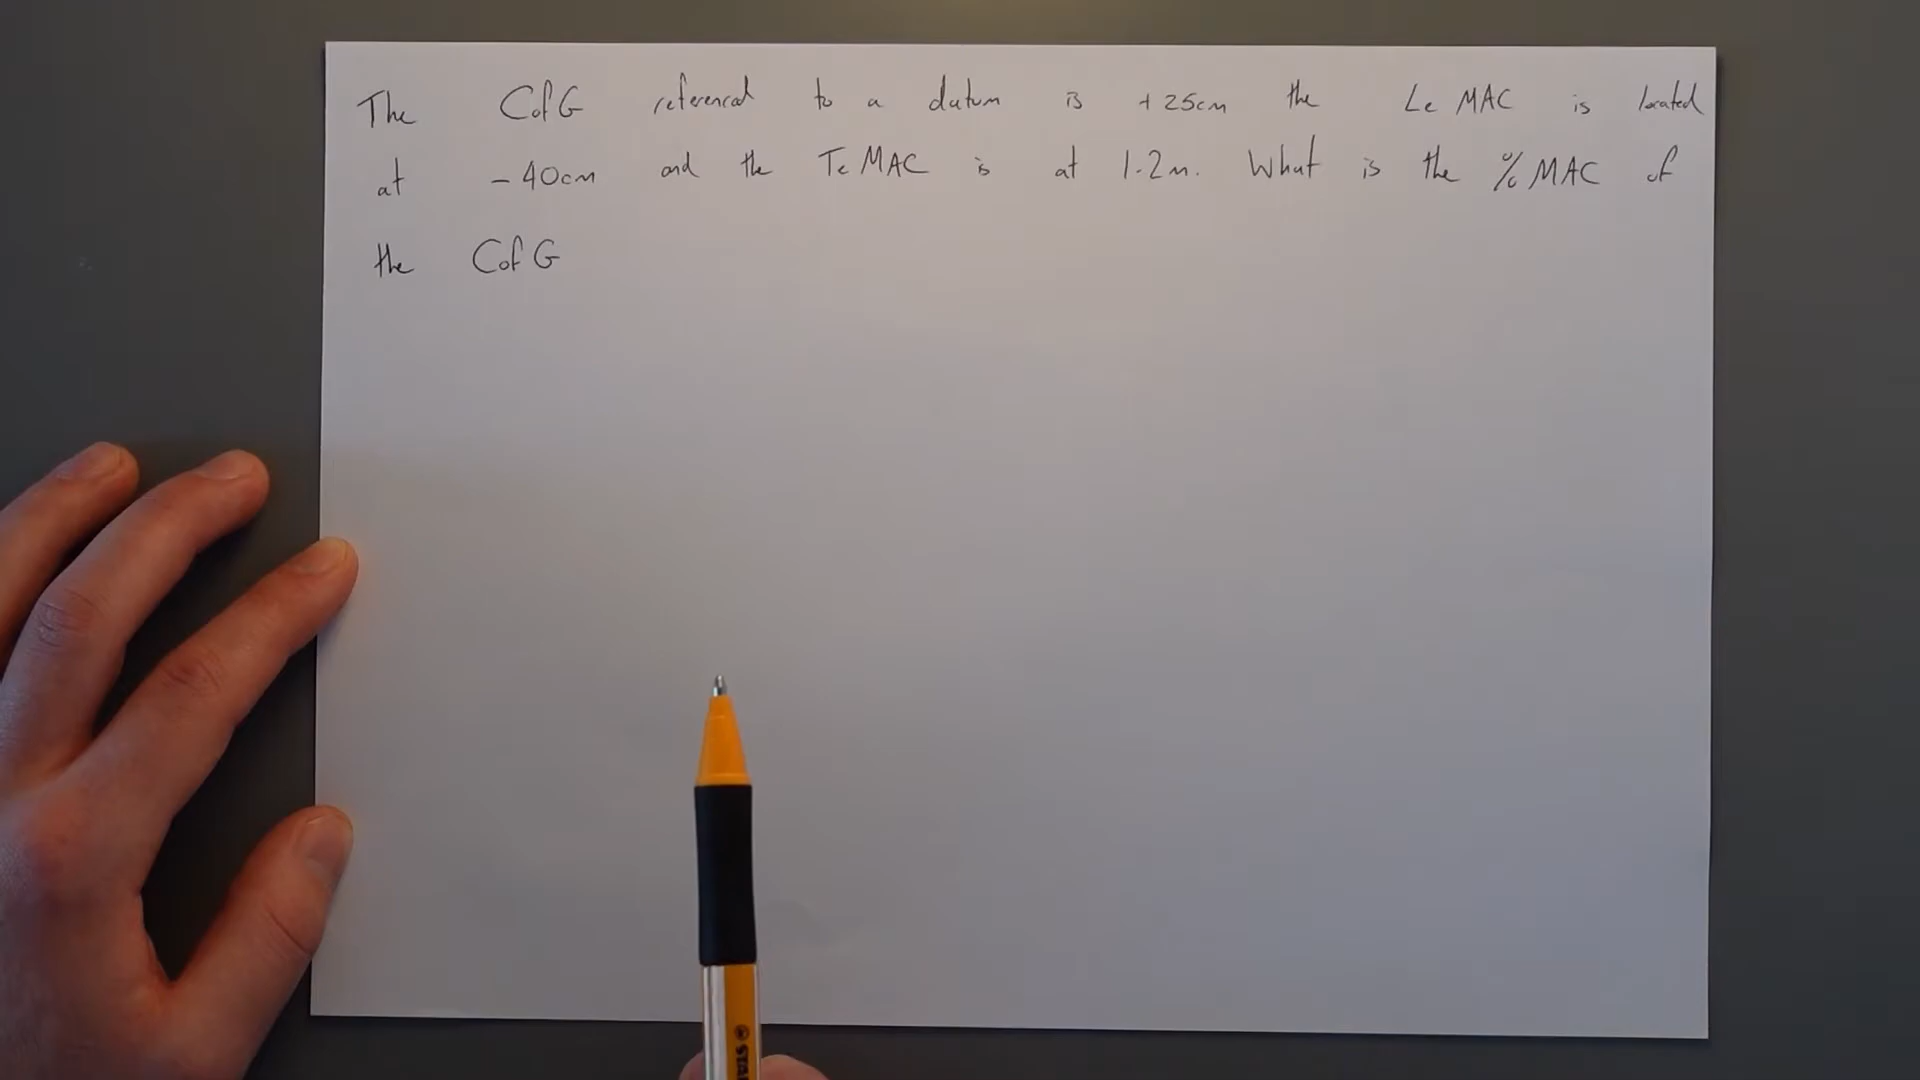 The CofG referenced to a datum is +25cm the Le MAC is located
at -40cm and the Te MAC is at 1.2m. What is the %MAC of
the CofG
STA